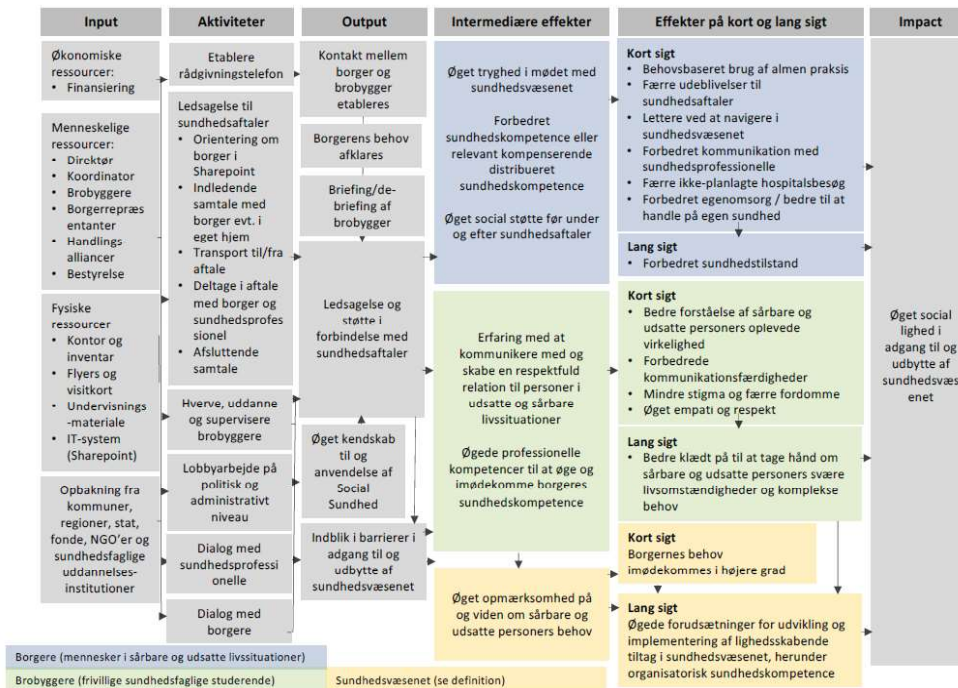 Input
Aktiviteter
Output
Intermediære effekter
Effekter på kort og lang sigt
Impact
Økonomiske
ressourcer:
• Finansiering
Menneskelige
ressourcer:
• Direktør
• Koordinator
• Brobyggere
• Borgerrepræs
entanter
• Handlings
alliancer
• Bestyrelse
Fysiske
ressourcer
• Kontor og
inventar
• Flyers og
visitkort
• Undervisnings
-materiale
• IT-system
(Sharepoint)
Opbakning fra
kommuner,
regioner, stat,
fonde, NGO'er og
sundhedsfaglige
uddannelses-
institutioner
Etablere
rådgivningstelefon
Ledsagelse til
sundhedsaftaler
• Orientering om
borger i
Sharepoint
• Indledende
samtale med
borger evt. i
eget hjem
• Transport til/fra
aftale
• Deltage i aftale
med borger og
sundhedsprofes
sionel
• Afsluttende
samtale
Hverve, uddanne
og supervisere
brobyggere
Lobbyarbejde på
politisk og
administrativt
niveau
Dialog med
sundhedsprofessi
onelle
Dialog med
borgere
Kontakt mellem
borger og
brobygger
etableres
Borgerens behov
afklares
Briefing/de-
briefing af
brobygger
Ledsagelse og
støtte i
forbindelse med
sundhedsaftaler
Øget kendskab
til og
anvendelse af
Social
Sundhed
Indblik i barrierer i
adgang til og
udbytte af
sundhedsvæsenet
Øget tryghed i mødet med
sundhedsvæsenet
Forbedret
sundhedskompetence eller
relevant kompenserende
distribueret
sundhedskompetence
Øget social støtte før under
og efter sundhedsaftaler
Erfaring med at
kommunikere med og
skabe en respektfuld
relation til personer i
udsatte og sårbare
livssituationer
Øgede professionelle
kompetencer til at øge og
imødekomme borgeres
sundhedskompetence
Øget opmærksomhed på
og viden om sårbare og
udsatte personers behov
Kort sigt
• Behovsbaseret brug af almen praksis
• Færre udeblivelser til
sundhedsaftaler
• Lettere ved at navigere i
sundhedsvæsenet
• Forbedret kommunikation med
sundhedsprofessionelle
• Færre ikke-planlagte hospitalsbesøg
• Forbedret egenomsorg / bedre til at
handle på egen sundhed
Lang sigt
• Forbedret sundhedstilstand
Kort sigt
• Bedre forståelse af sårbare og
udsatte personers oplevede
virkelighed
• Forbedrede
kommunikationsfærdigheder
• Mindre stigma og færre fordomme
• Øget empati og respekt
Lang sigt
• Bedre klædt på til at tage hånd om
sårbare og udsatte personers svære
livsomstændigheder og komplekse
behov
Kort sigt
Borgernes behov
imødekommes i højere grad
Lang sigt
Øgede forudsætninger for udvikling og
implementering af lighedsskabende
tiltag i sundhedsvæsenet, herunder
organisatorisk sundhedskompetence
Øget social
lighed i
adgang til og
udbytte af
sundhedsvæs
enet
Borgere (mennesker i sårbare og udsatte livssituationer)
Brobyggere (frivillige sundhedsfaglige studerende)
Sundhedsvæsenet (se definition)